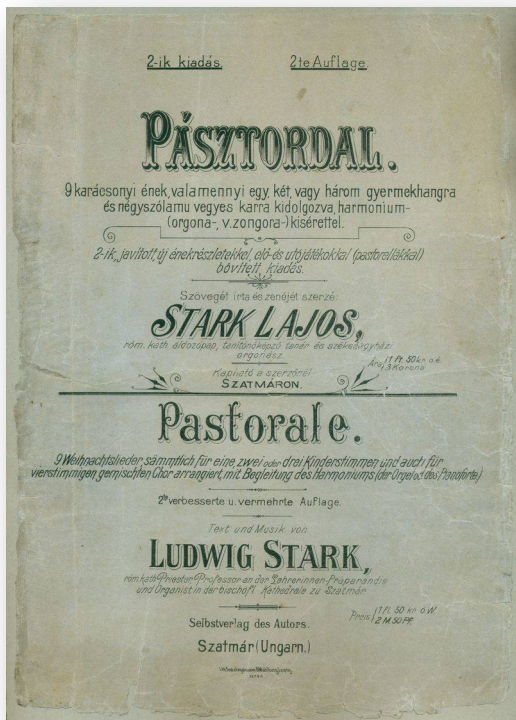 2-ik kiadás. 2te Auflage
PÁSZTORDAL.
9 karácsonyi ének, valamennyi egy, két, vagy három gyermekhangra
és négyszólamu vegyes karra kidolgozva, harmonium-
(orgona-, v. zongora-) kisérettel.
2-ik „javitott", új énekrészletekkel, elő- és utójátékokkal (pastorallákkal)
bővitett, kiadás.
Szövegét irta és zenéjét szerzé:
STARK LAJOS,
róm. kath. áldozópap, tanítónőképző tanár és székesegyházi
orgonász.
Ára 1 Ft. 50 kr. o.é.
3 Korona
Kapható a szerzőnél
SZATMÁRON.
Pastorale.
9 Weihnachtslieder, sämmtlich für eine, zwei oder drei Kinderstimmen und auch für
vierstimmigen gemischten Chor arrangiert, mit Begleitung des Harmoniums (der Orgel od. des Pianoforte)
2te verbesserte u. vermehrte Auflage.
Text und Musik von
LUDWIG STARK,
röm. kath. Priester Professor an der Lehrerinnen-Präparandie
und Organist in der bischöfl. Kathedrale zu Szatmár
Preis 1 fl. 50 kr. ö.W.
2 M 50 Pf.
Selbstverlag des Autors.
Szatmár (Ungarn.)